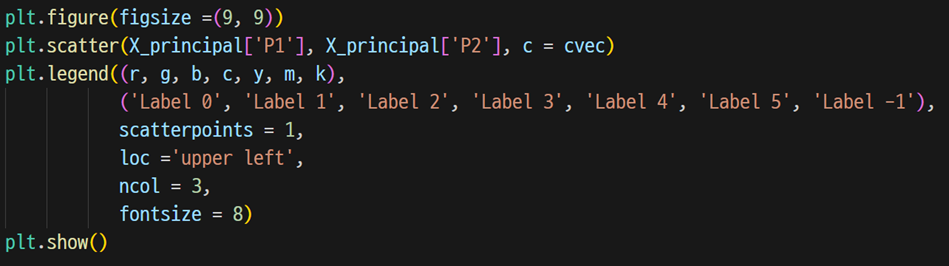 plt.figure(figsize =(9, 9))
plt.scatter(X_principal['P1'], X_principal['P2'], c = cvec)
plt.legend((r, g, b, c, y, m, k),
           ('Label 0', 'Label 1', 'Label 2', 'Label 3', 'Label 4', 'Label 5', 'Label -1'),
           scatterpoints = 1,
           loc ='upper left',
           ncol = 3,
           fontsize = 8)
plt.show()